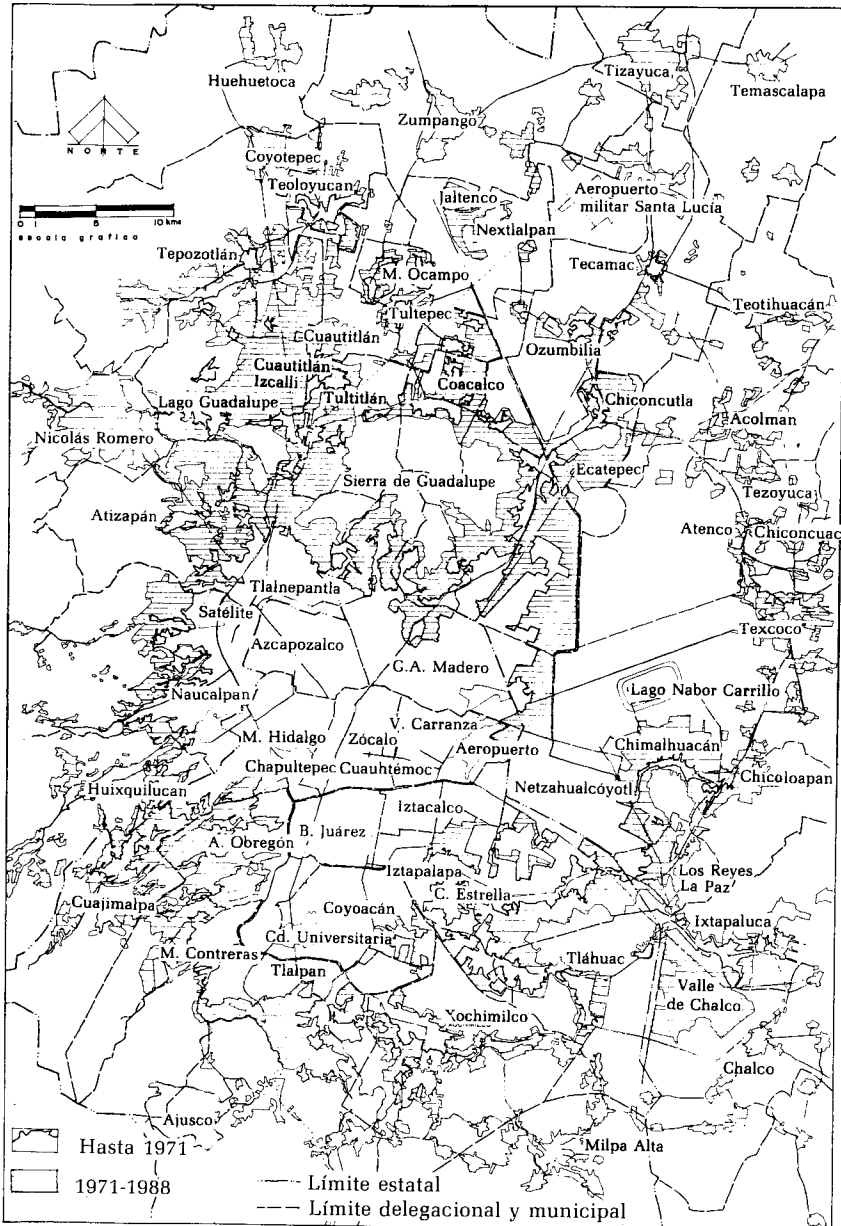 Huehuetoca
Tizayuca
Temascalapa
Zumpango
NORTE
Coyotepec
Teoloyucan
Jaltenco
Aeropuerto
militar Santa Lucía
0 1 5 10 km
escala gráfica
Nextlalpan
Tepozotlán
M. Ocampo
Tecamac
Teotihuacán
Tultepec
Cuautitlán
Ozumbilia
Cuautitlán
Izcalli
Coacalco
Lago Guadalupe
Tultitlán
Chiconcutla
Acolman
Nicolás Romero
Ecatepec
Sierra de Guadalupe
Tezoyuca
Atizapán
Atenco
Chiconcuac
Tlalnepantla
Satélite
Texcoco
Azcapozalco
G.A. Madero
Naucalpan
Lago Nabor Carrillo
V. Carranza
M. Hidalgo
Zócalo
Aeropuerto
Chimalhuacán
Chapultepec
Cuauhtémoc
Chicoloapan
Huixquilucan
Netzahualcóyotl
Iztacalco
B. Juárez
A. Obregón
Iztapalapa
Los Reyes
La Paz
C. Estrella
Cuajimalpa
Coyoacán
Ixtapaluca
Cd. Universitaria
M. Contreras
Tláhuac
Tlalpan
Valle
de Chalco
Xochimilco
Chalco
Ajusco
Milpa Alta
Hasta 1971
1971-1988
Límite estatal
Límite delegacional y municipal